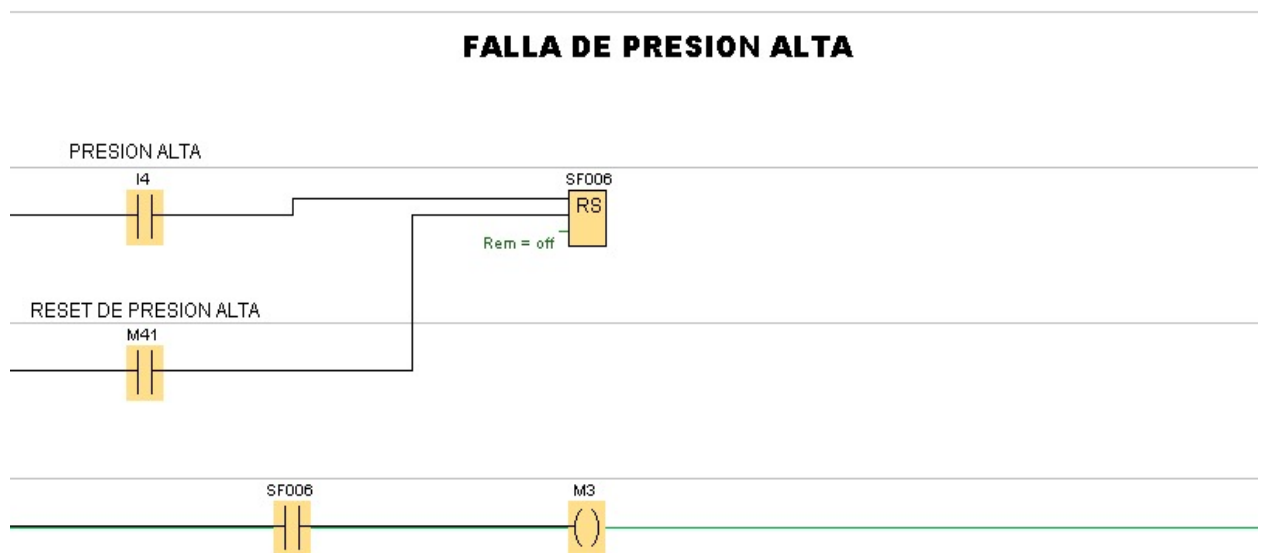 FALLA DE PRESION ALTA
PRESION ALTA
I4
SF006
RS
Rem = off
RESET DE PRESION ALTA
M41
SF006
M3